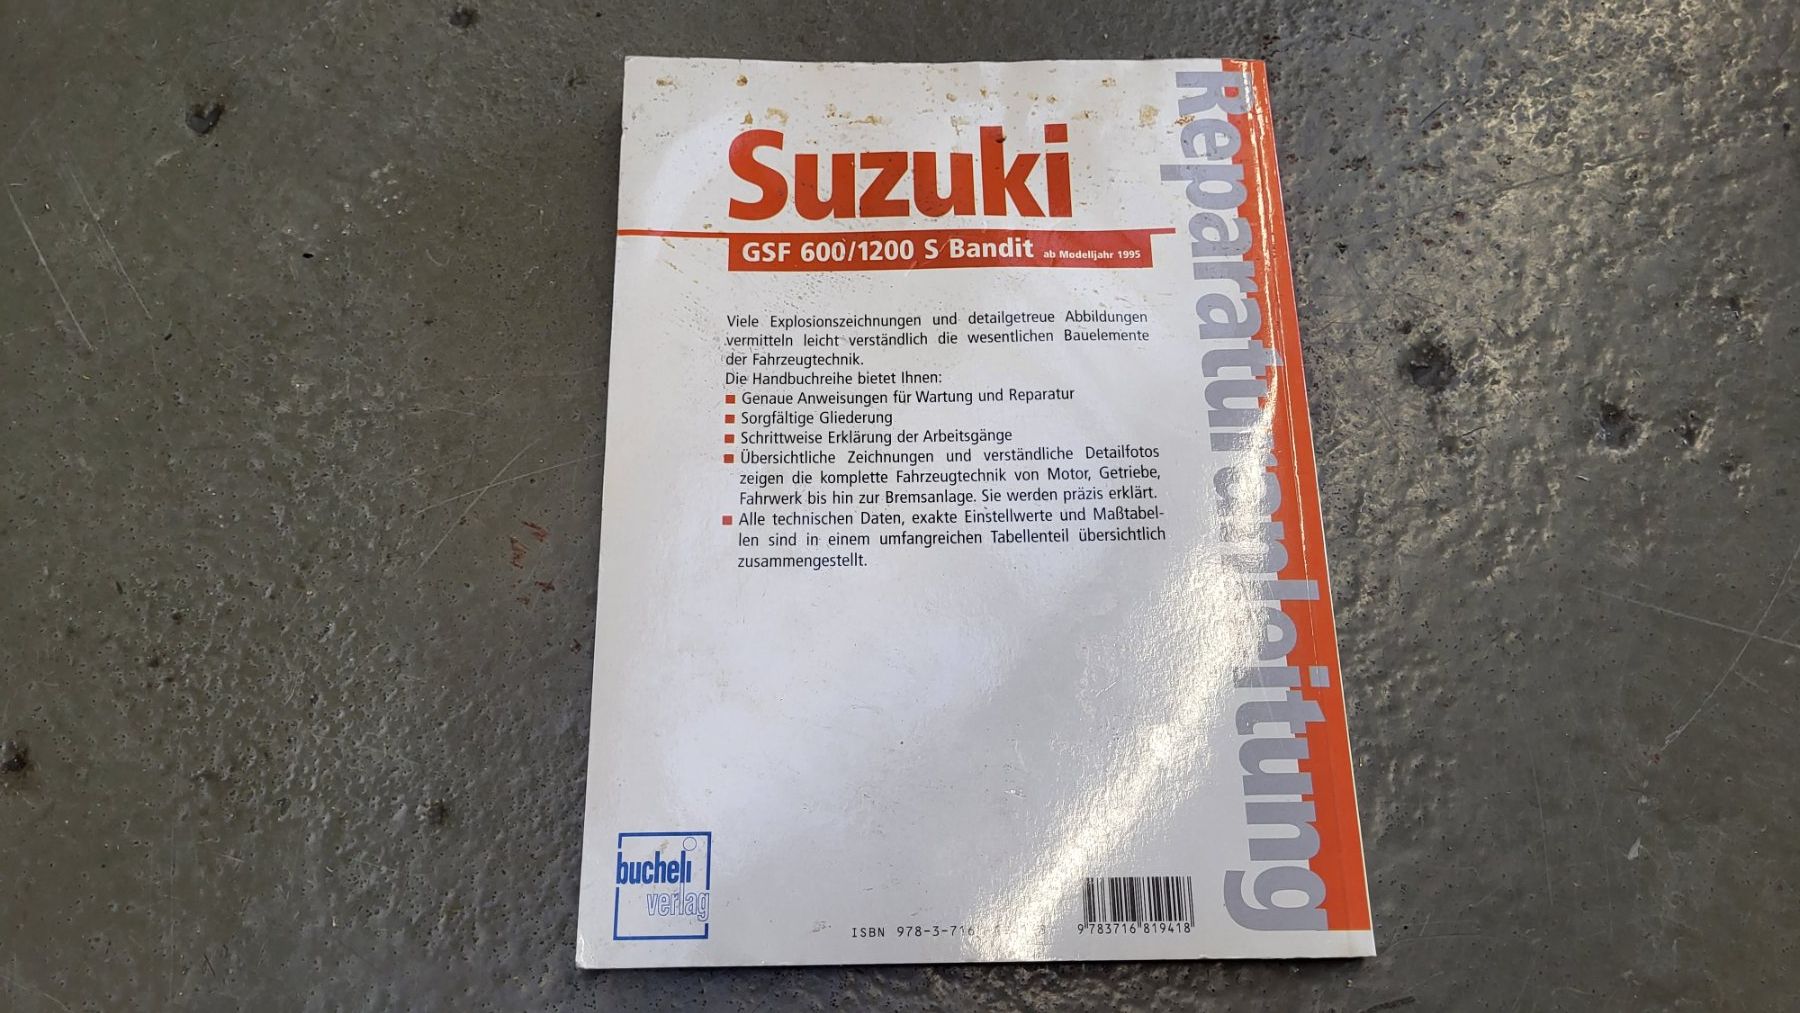 Suzuki
GSF 600/1200 S Bandit ab Modelljahr 1995
Viele Explosionszeichnungen und detailgetreue Abbildungen
vermitteln leicht verständlich die wesentlichen Bauelemente
der Fahrzeugtechnik.
Die Handbuchreihe bietet Ihnen:
Genaue Anweisungen für Wartung und Reparatur
Sorgfältige Gliederung
Schrittweise Erklärung der Arbeitsgänge
Übersichtliche Zeichnungen und verständliche Detailfotos
zeigen die komplette Fahrzeugtechnik von Motor, Getriebe,
Fahrwerk bis hin zur Bremsanlage. Sie werden präzis erklärt.
Alle technischen Daten, exakte Einstellwerte und Maßtabel-
len sind in einem umfangreichen Tabellenteil übersichtlich
zusammengestellt.
Reparaturanleitung
bucheli
verlag
ISBN 978-3-716
9 783716 819418